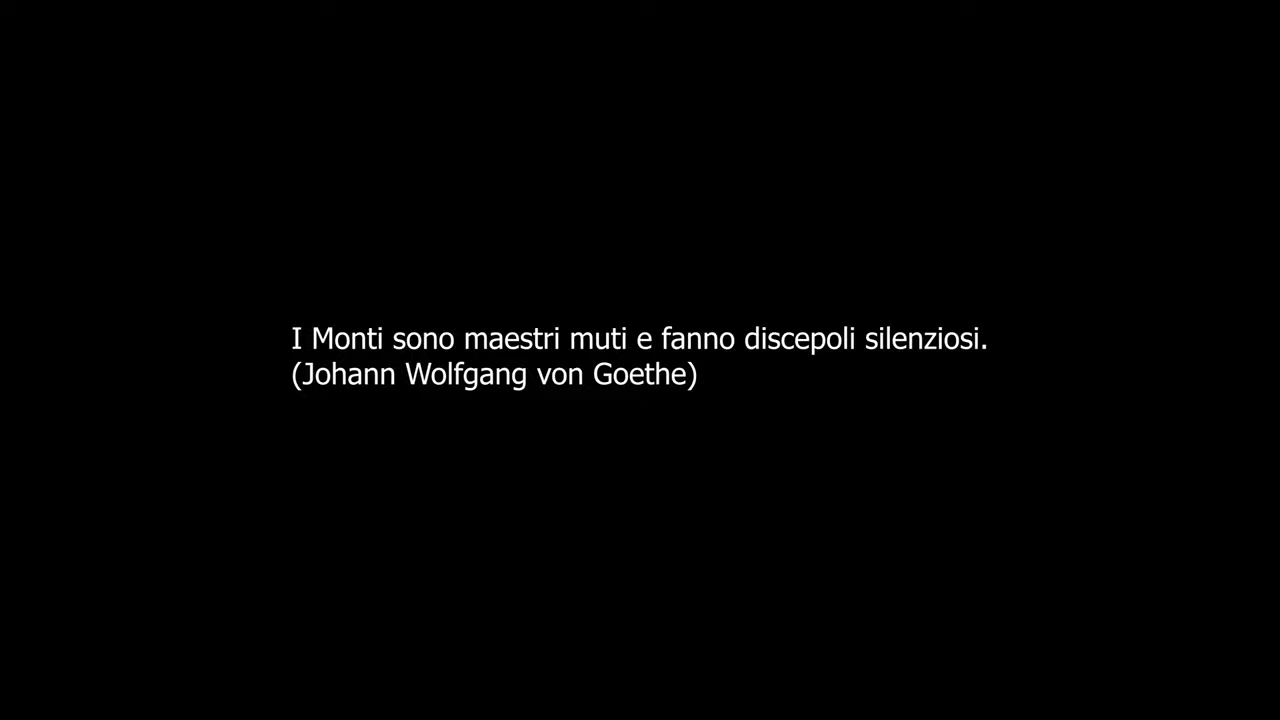 I Monti sono maestri muti e fanno discepoli silenziosi.
(Johann Wolfgang von Goethe)